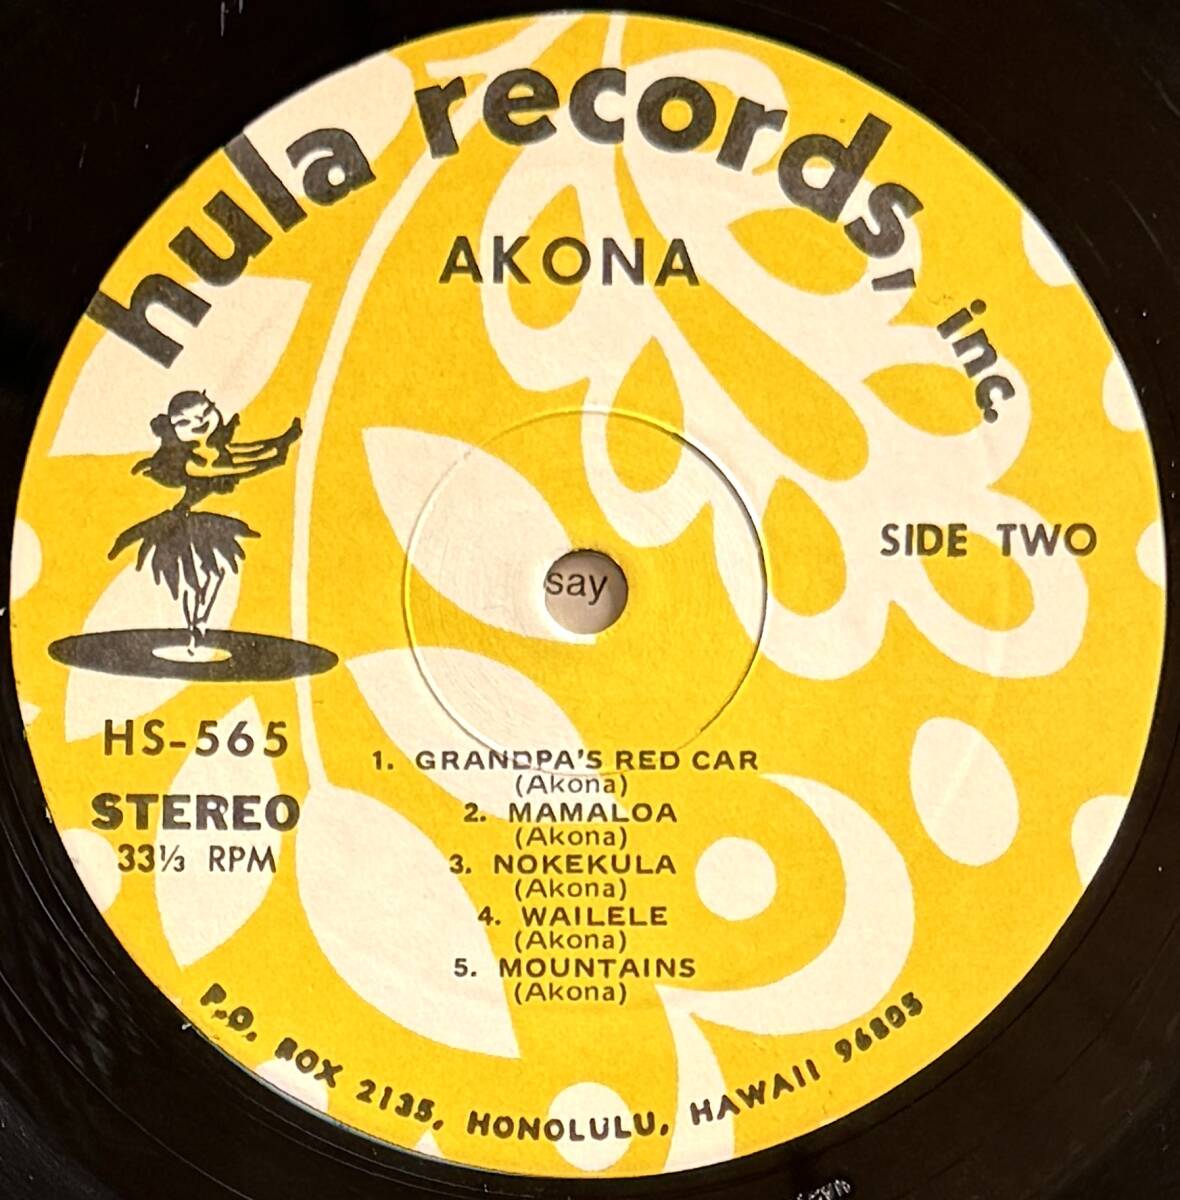 hula records, inc.
AKONA
SIDE TWO
say
HS-565
STEREO
33⅓ RPM
1. GRANDPA'S RED CAR
(Akona)
2. MAMALOA
(Akona)
3. NOKEKULA
(Akona)
4. WAILELE
(Akona)
5. MOUNTAINS
(Akona)
P.O. BOX 2135, HONOLULU, HAWAII 96805